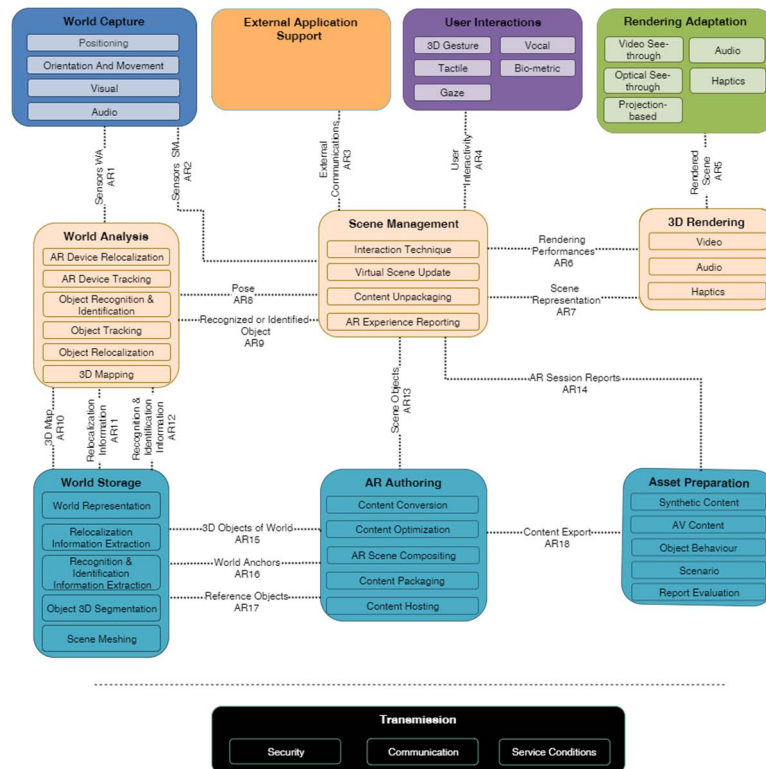 World Capture
Positioning
Orientation And Movement
Visual
Audio
External Application
Support
User Interactions
3D Gesture
Vocal
Tactile
Bio-metric
Gaze
Rendering Adaptation
Video See-
through
Audio
Optical See-
through
Haptics
Projection-
based
Sensors WA
AR1
Sensors SM
AR2
External
Communications
AR3
User
Interactivity
AR4
Rendered
Scene
AR5
World Analysis
AR Device Relocalization
AR Device Tracking
Object Recognition &
Identification
Object Tracking
Object Relocalization
3D Mapping
Pose
AR8
Recognized or Identified
Object
AR9
Scene Management
Interaction Technique
Virtual Scene Update
Content Unpackaging
AR Experience Reporting
Rendering
Performances
AR6
Scene
Representation
AR7
3D Rendering
Video
Audio
Haptics
3D Map
AR10
Relocalization
Information
AR11
Recognition &
Identification
Information
AR12
Scene Objects
AR13
AR Session Reports
AR14
World Storage
World Representation
Relocalization
Information Extraction
Recognition &
Identification
Information Extraction
Object 3D Segmentation
Scene Meshing
3D Objects of World
AR15
World Anchors
AR16
Reference Objects
AR17
AR Authoring
Content Conversion
Content Optimization
AR Scene Compositing
Content Packaging
Content Hosting
Content Export
AR18
Asset Preparation
Synthetic Content
AV Content
Object Behaviour
Scenario
Report Evaluation
Transmission
Security
Communication
Service Conditions